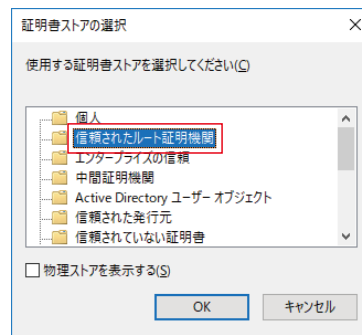 証明書ストアの選択
使用する証明書ストアを選択してください(C)
個人
信頼されたルート証明機関
エンタープライズの信頼
中間証明機関
Active Directory ユーザー オブジェクト
信頼された発行元
信頼されていない証明書
物理ストアを表示する(S)
OK
キャンセル